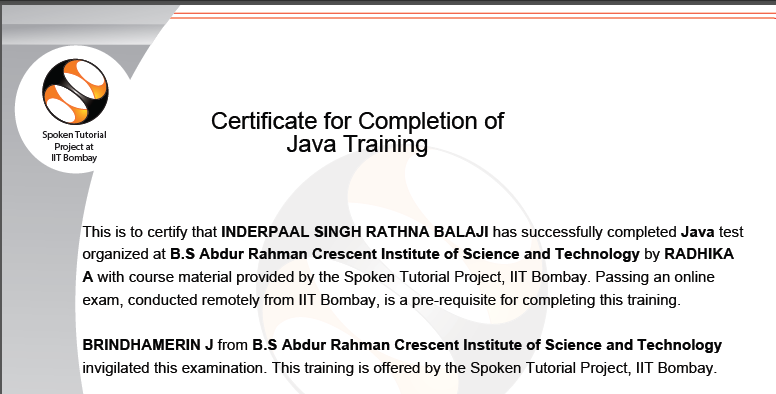 Spoken Tutorial
Project at
IIT Bombay
Certificate for Completion of
Java Training
This is to certify that INDERPAAL SINGH RATHNA BALAJI has successfully completed Java test
organized at B.S Abdur Rahman Crescent Institute of Science and Technology by RADHIKA
A with course material provided by the Spoken Tutorial Project, IIT Bombay. Passing an online
exam, conducted remotely from IIT Bombay, is a pre-requisite for completing this training.
BRINDHAMERIN J from B.S Abdur Rahman Crescent Institute of Science and Technology
invigilated this examination. This training is offered by the Spoken Tutorial Project, IIT Bombay.